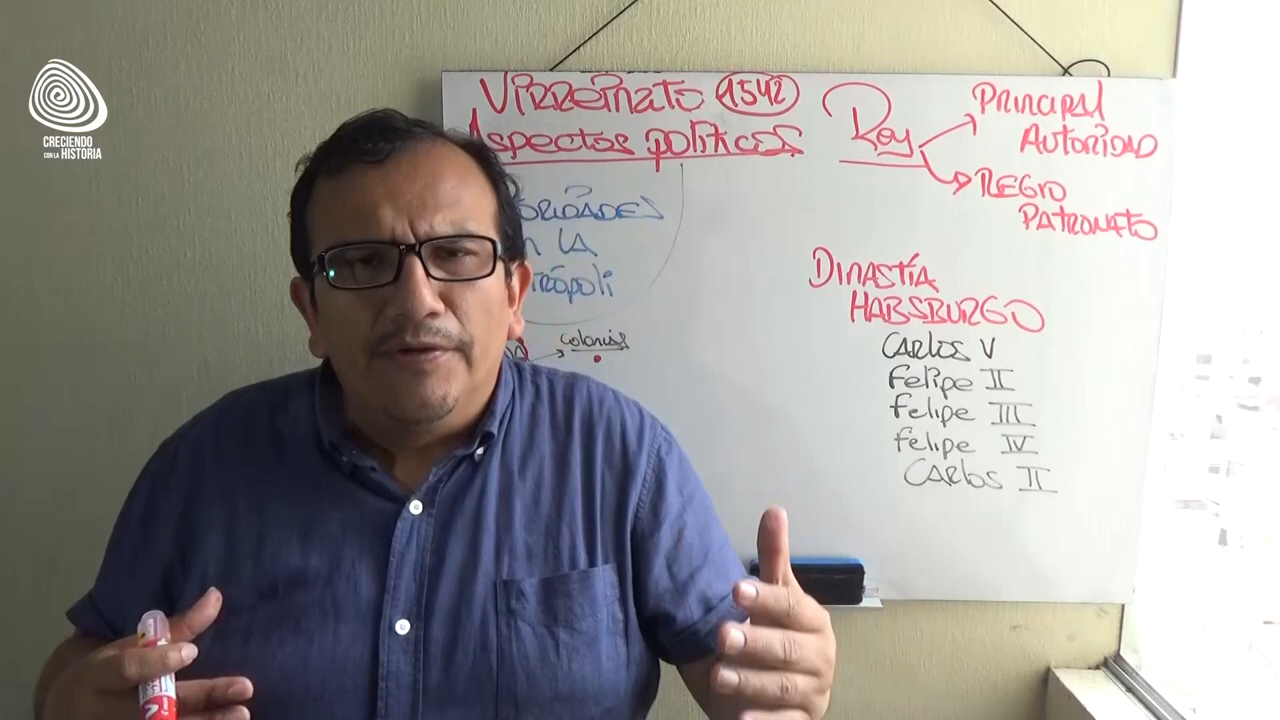 CRECIENDO
CON LA HISTORIA
VIRREINATO 1542
Aspectos políticos
Rey
PRINCIPAL
AUTORIDAD
REGIO
PATRONATO
LA
DINASTÍA
HABSBURGO
Colonias
CARLOS V
Felipe II
Felipe III
Felipe IV
CARLOS II